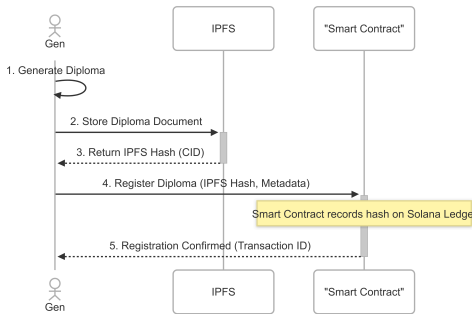 Gen
IPFS
"Smart Contract"
1. Generate Diploma
2. Store Diploma Document
3. Return IPFS Hash (CID)
4. Register Diploma (IPFS Hash, Metadata)
Smart Contract records hash on Solana Ledge
5. Registration Confirmed (Transaction ID)
Gen
IPFS
"Smart Contract"